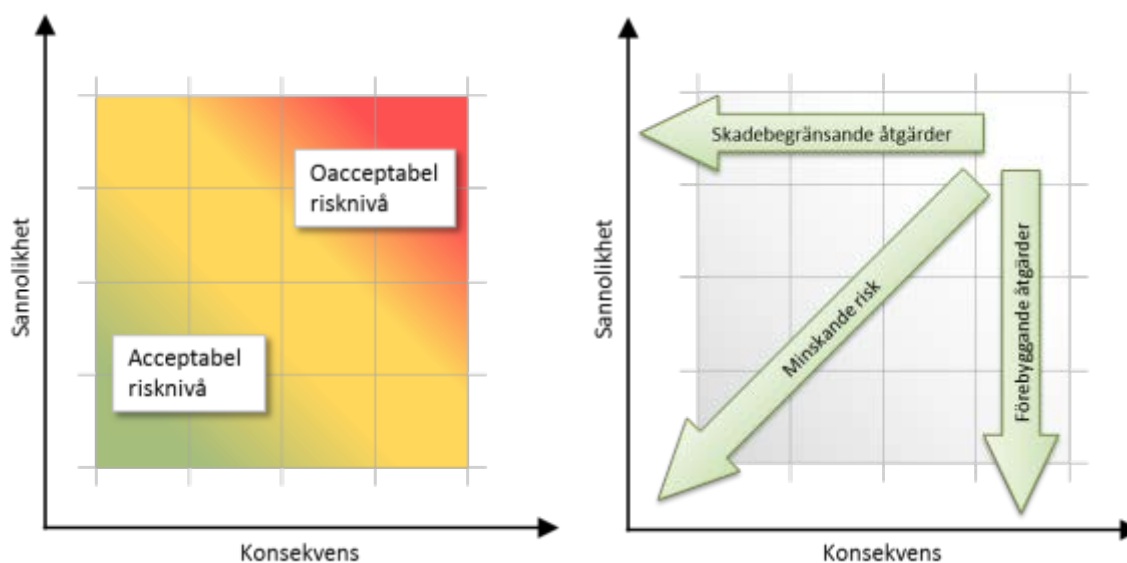 Sannolikhet
Oacceptabel
risknivå
Acceptabel
risknivå
Konsekvens
Sannolikhet
Skadebegränsande åtgärder
Minskande risk
Förebyggande åtgärder
Konsekvens